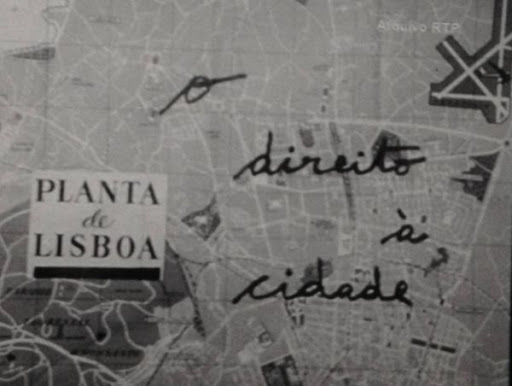 Arquivo RTP
o
direito
à
cidade
PLANTA
de
LISBOA